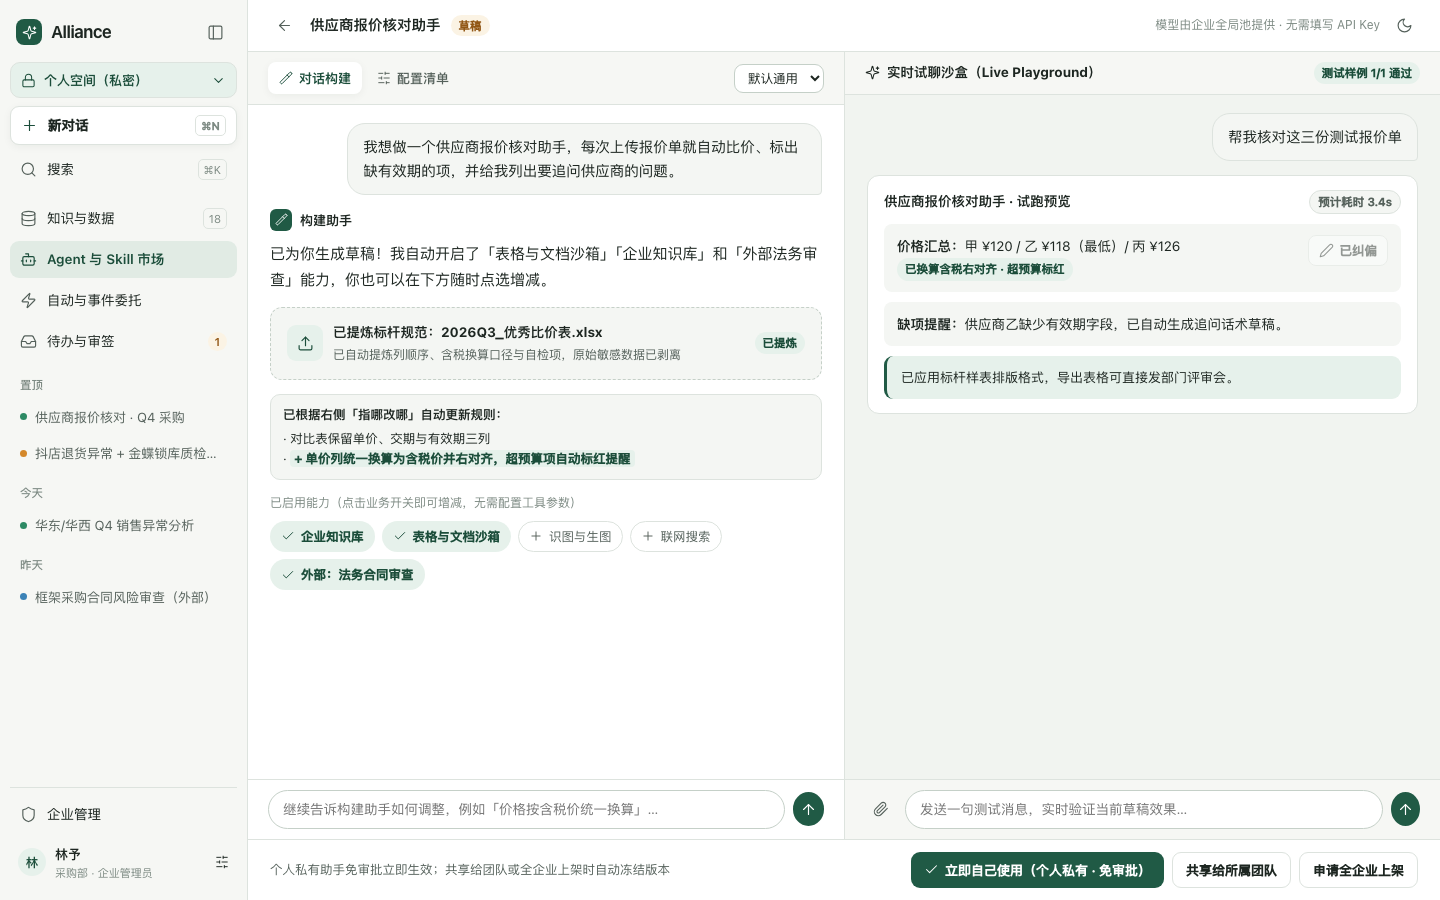 Alliance
个人空间（私密）
新对话 ⌘N
搜索 ⌘K
知识与数据 18
Agent 与 Skill 市场
自动与事件委托
待办与审签 1
置顶
供应商报价核对 · Q4 采购
抖店退货异常 + 金蝶锁库质检...
今天
华东/华西 Q4 销售异常分析
昨天
框架采购合同风险审查（外部）
企业管理
林
林予
采购部 · 企业管理员
供应商报价核对助手 草稿
模型由企业全局池提供 · 无需填写 API Key
对话构建 配置清单 默认通用
我想做一个供应商报价核对助手，每次上传报价单就自动比价、标出
缺有效期的项，并给我列出要追问供应商的问题。
构建助手
已为你生成草稿！我自动开启了「表格与文档沙箱」「企业知识库」和「外部法务审
查」能力，你也可以在下方随时点选增减。
已提炼标杆规范：2026Q3_优秀比价表.xlsx
已自动提炼列顺序、含税换算口径与自检项，原始敏感数据已剥离
已提炼
已根据右侧「指哪改哪」自动更新规则：
· 对比表保留单价、交期与有效期三列
· + 单价列统一换算为含税价并右对齐，超预算项自动标红提醒
已启用能力（点击业务开关即可增减，无需配置工具参数）
企业知识库 表格与文档沙箱 + 识图与生图 + 联网搜索
外部：法务合同审查
继续告诉构建助手如何调整，例如「价格按含税价统一换算」...
实时试聊沙盒（Live Playground） 测试样例 1/1 通过
帮我核对这三份测试报价单
供应商报价核对助手 · 试跑预览 预计耗时 3.4s
价格汇总：甲 ¥120 / 乙 ¥118（最低）/ 丙 ¥126
已换算含税右对齐 · 超预算标红
已纠偏
缺项提醒：供应商乙缺少有效期字段，已自动生成追问话术草稿。
已应用标杆样表排版格式，导出表格可直接发部门评审会。
发送一句测试消息，实时验证当前草稿效果...
个人私有助手免审批立即生效；共享给团队或全企业上架时自动冻结版本
立即自己使用（个人私有 · 免审批） 共享给所属团队 申请全企业上架